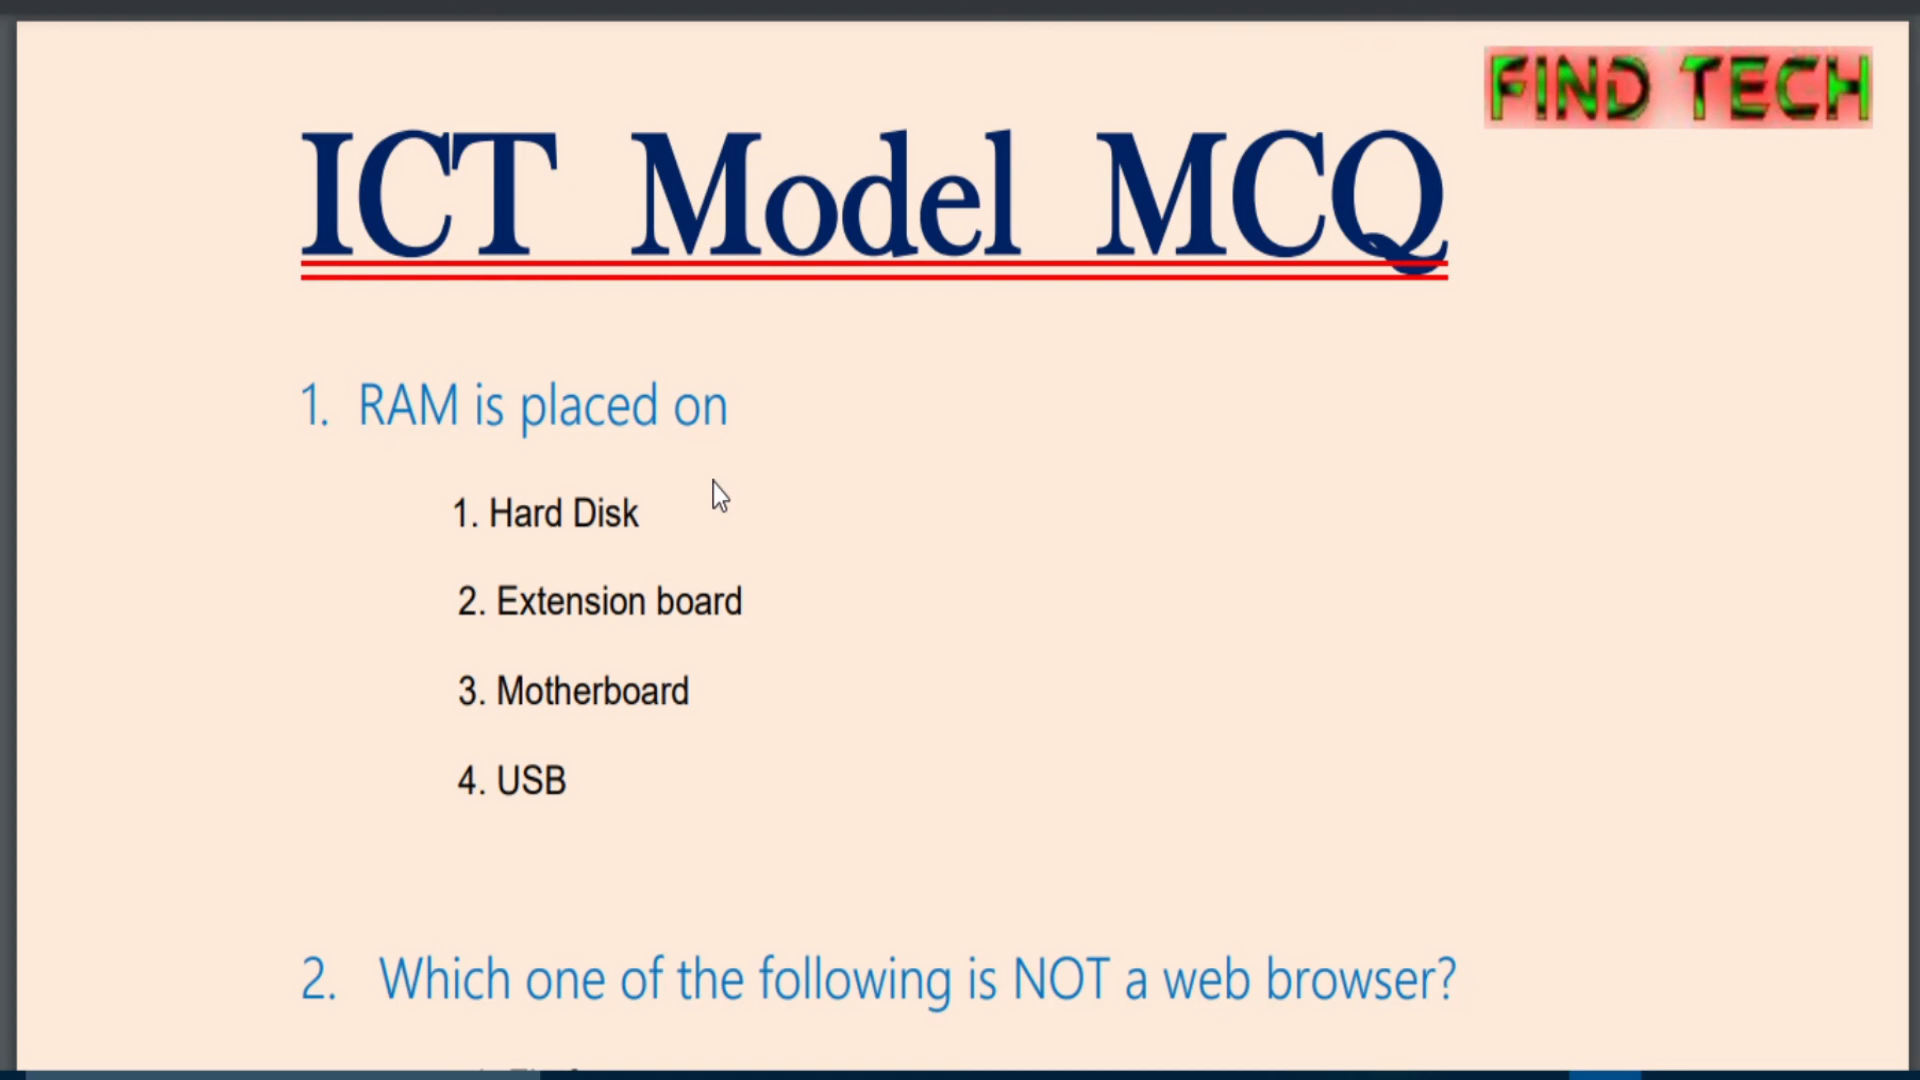 FIND TECH
ICT Model MCQ
1. RAM is placed on
1. Hard Disk
2. Extension board
3. Motherboard
4. USB
2. Which one of the following is NOT a web browser?